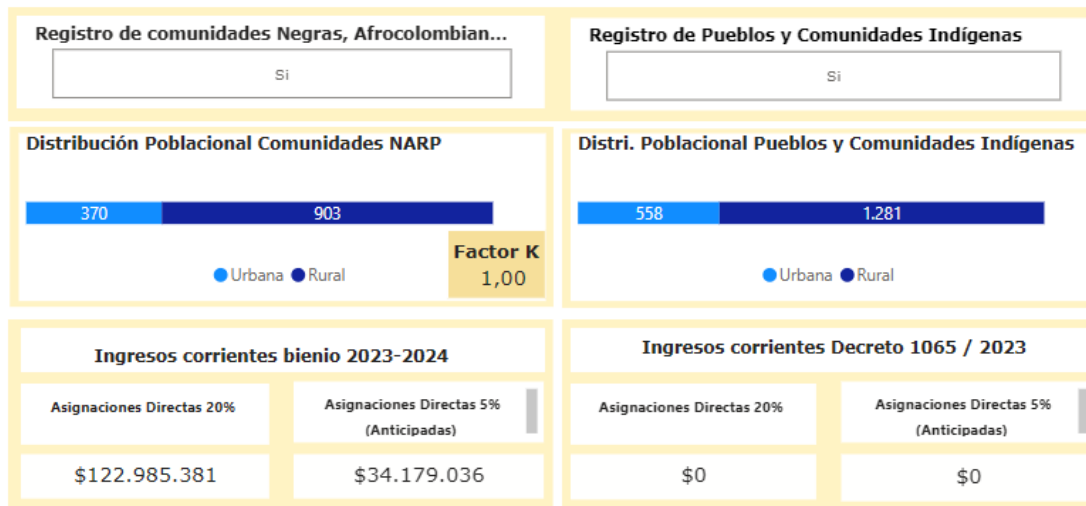 Registro de comunidades Negras, Afrocolombian...
Si
Registro de Pueblos y Comunidades Indígenas
Si
Distribución Poblacional Comunidades NARP
370
903
Urbana
Rural
Factor K
1,00
Distri. Poblacional Pueblos y Comunidades Indígenas
558
1.281
Urbana
Rural
Ingresos corrientes bienio 2023-2024
Asignaciones Directas 20%
Asignaciones Directas 5%
(Anticipadas)
$122.985.381
$34.179.036
Ingresos corrientes Decreto 1065 / 2023
Asignaciones Directas 20%
Asignaciones Directas 5%
(Anticipadas)
$0
$0